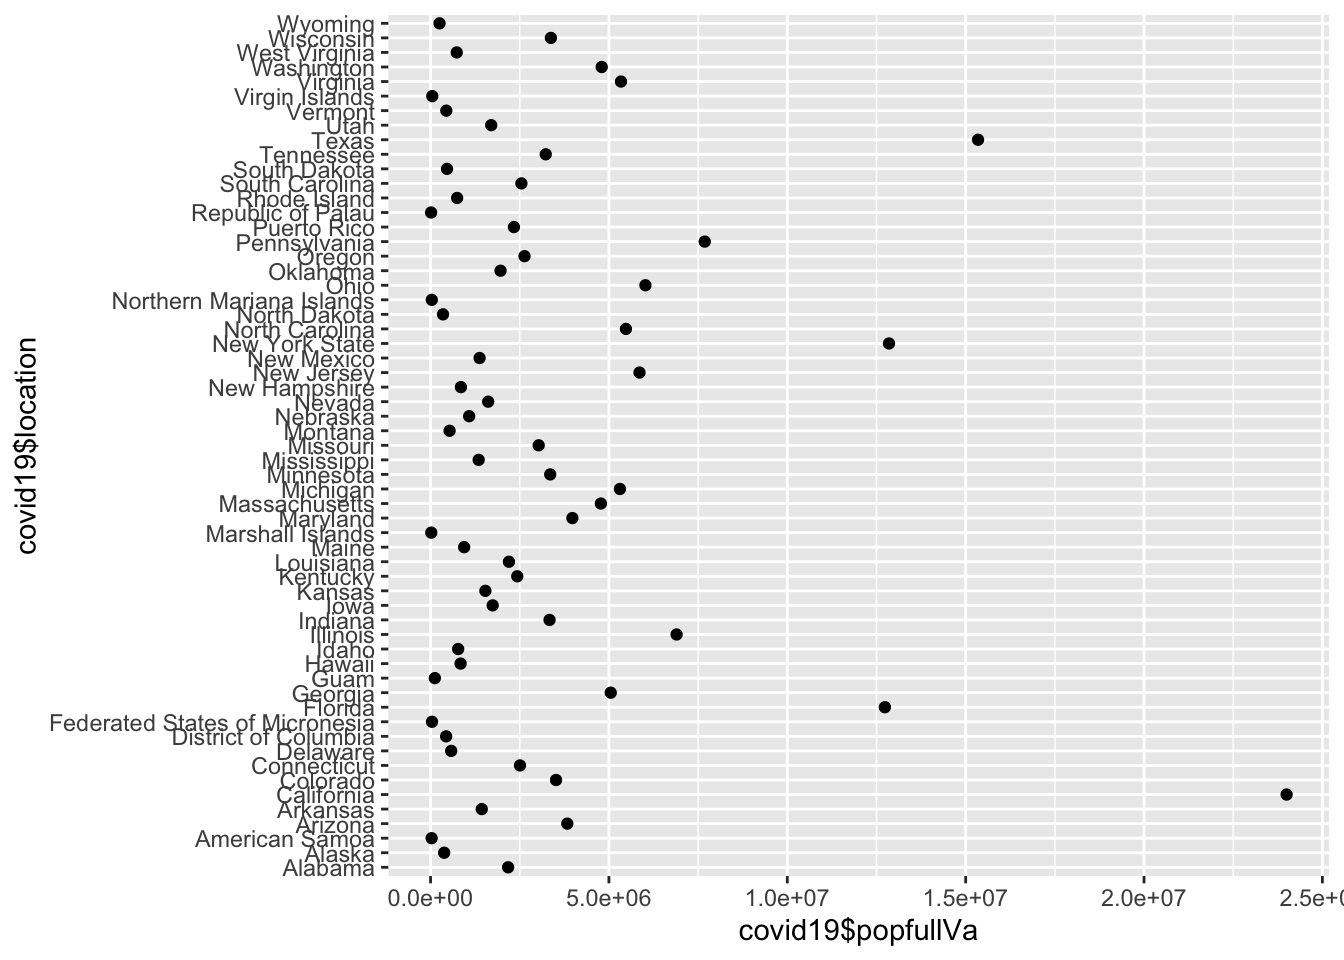 Wyoming
Wisconsin
West Virginia
Washington
Virginia
Virgin Islands
Vermont
Utah
Texas
Tennessee
South Dakota
South Carolina
Rhode Island
Republic of Palau
Puerto Rico
Pennsylvania
Oregon
Oklahoma
Ohio
Northern Mariana Islands
North Dakota
North Carolina
New York State
New Mexico
New Jersey
New Hampshire
Nevada
Nebraska
Montana
Missouri
Mississippi
Minnesota
Michigan
Massachusetts
Maryland
Marshall Islands
Maine
Louisiana
Kentucky
Kansas
Iowa
Indiana
Illinois
Idaho
Hawaii
Guam
Georgia
Florida
Federated States of Micronesia
District of Columbia
Delaware
Connecticut
Colorado
California
Arkansas
Arizona
American Samoa
Alaska
Alabama
covid19$location
0.0e+00 5.0e+06 1.0e+07 1.5e+07 2.0e+07 2.5e+0
covid19$popfullVa